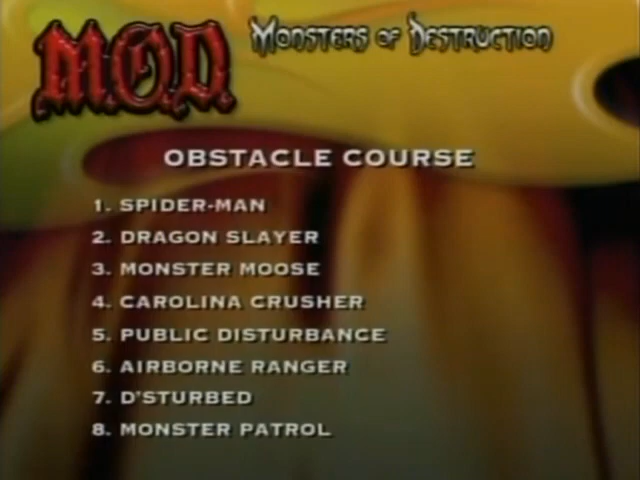 M.O.D.
MONSTERS OF DESTRUCTION
OBSTACLE COURSE
1. SPIDER-MAN
2. DRAGON SLAYER
3. MONSTER MOOSE
4. CAROLINA CRUSHER
5. PUBLIC DISTURBANCE
6. AIRBORNE RANGER
7. D'STURBED
8. MONSTER PATROL